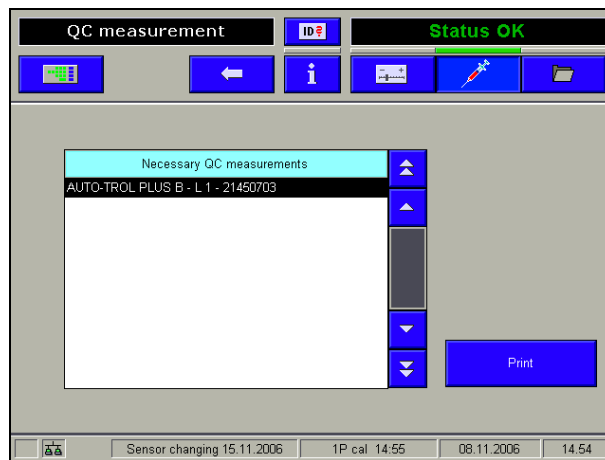 QC measurement
ID
Status OK
i
Necessary QC measurements
AUTO-TROL PLUS B - L 1 - 21450703
Print
Sensor changing 15.11.2006
1P cal 14:55
08.11.2006
14.54